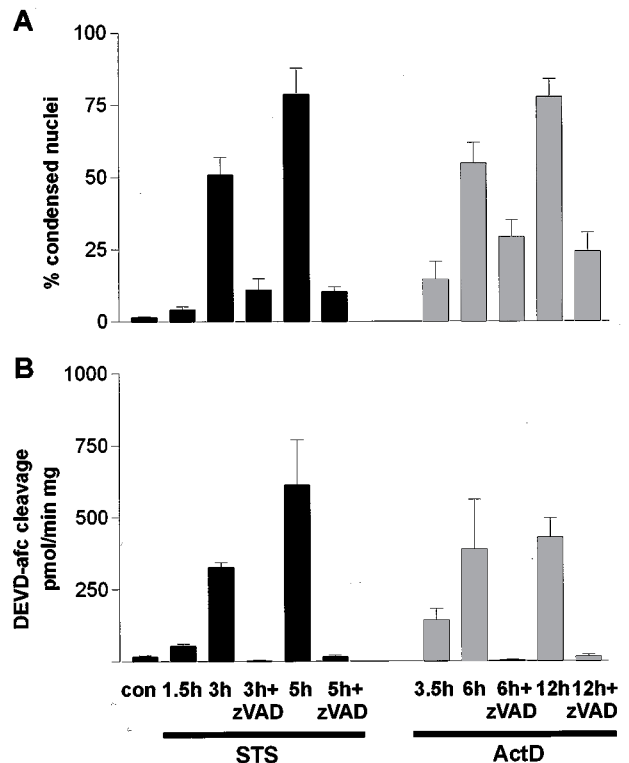 A
100
75
50
25
0
% condensed nuclei
B
1000
750
500
250
DEVD-afc cleavage
pmol/min mg
con 1.5h 3h 3h+ 5h 5h+ 3.5h 6h 6h+ 12h 12h+
zVAD zVAD zVAD zVAD
STS ActD